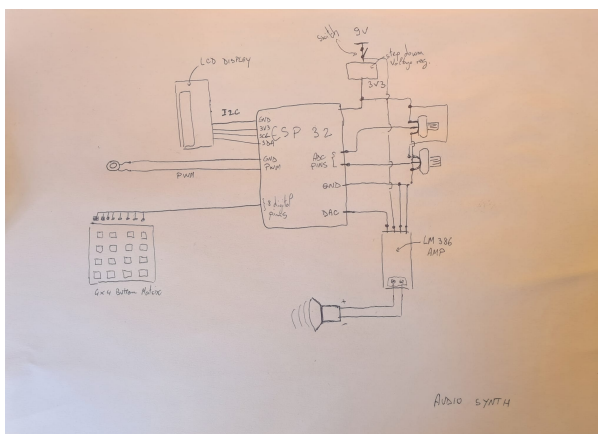 9V
switch
step down
Voltage reg.
LCD DISPLAY
3V3
I2C
GND
3V3
SCL
SDA
ESP 32
ADC
PINS
GND
PWM
PWM
GND
8 digital
pins
DAC
LM 386
AMP
4x4 Button Matrix
+
-
AUDIO SYNTH